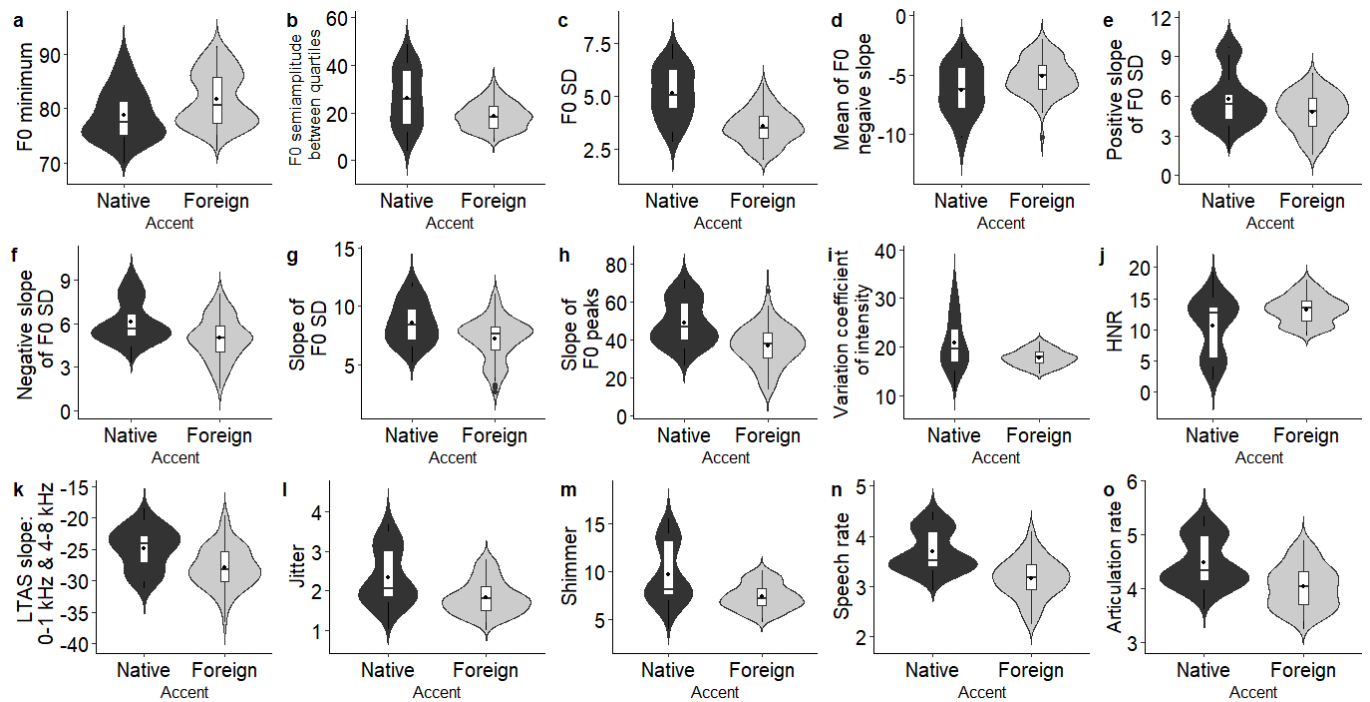 a
F0 minimum
90
80
70
Native Foreign
Accent
b
F0 semiamplitude
between quartiles
60
40
20
0
Native Foreign
Accent
c
F0 SD
7.5
5.0
2.5
Native Foreign
Accent
d
Mean of F0
negaive slope
0
-5
-10
Native Foreign
Accent
e
Positive slope
of F0 SD
12
9
6
3
0
Native Foreign
Accent
f
Negative slope
of F0 SD
9
6
3
0
Native Foreign
Accent
g
Slope of
F0 SD
15
10
5
Native Foreign
Accent
h
Slope of
F0 peaks
80
60
40
20
0
Native Foreign
Accent
i
Variation coefficient
of intensity
40
30
20
10
Native Foreign
Accent
j
HNR
20
15
10
5
0
Native Foreign
Accent
k
LTAS slope:
0-1 kHz & 4-8 kHz
-15
-20
-25
-30
-35
-40
Native Foreign
Accent
l
Jitter
4
3
2
1
Native Foreign
Accent
m
Shimmer
15
10
5
Native Foreign
Accent
n
Speech rate
5
4
3
2
Native Foreign
Accent
o
Articulation rate
6
5
4
3
Native Foreign
Accent